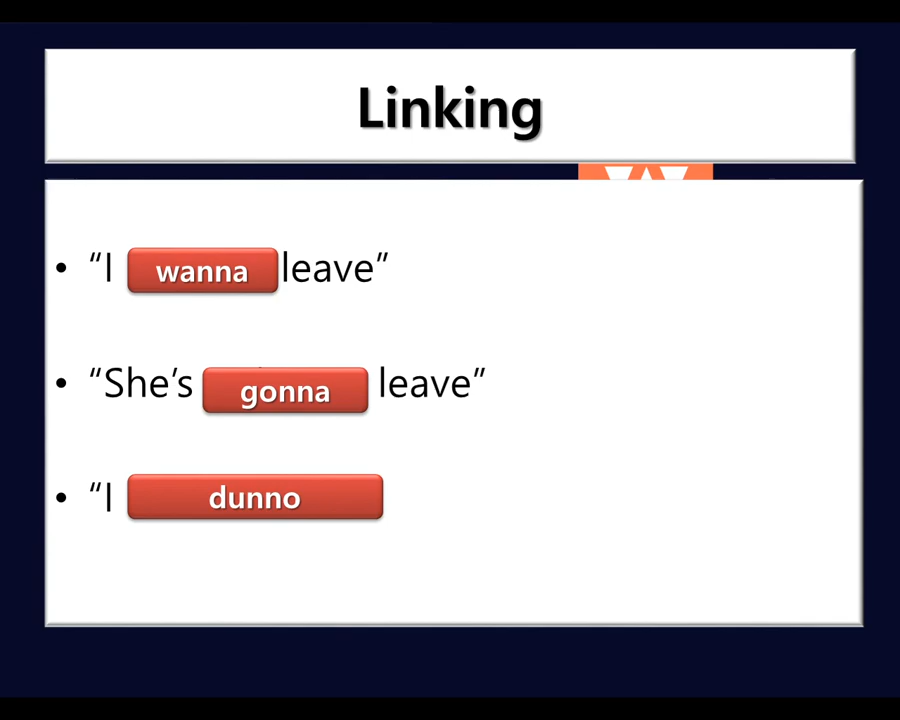 Linking
• “I wanna leave”
• “She’s gonna leave”
• “I dunno